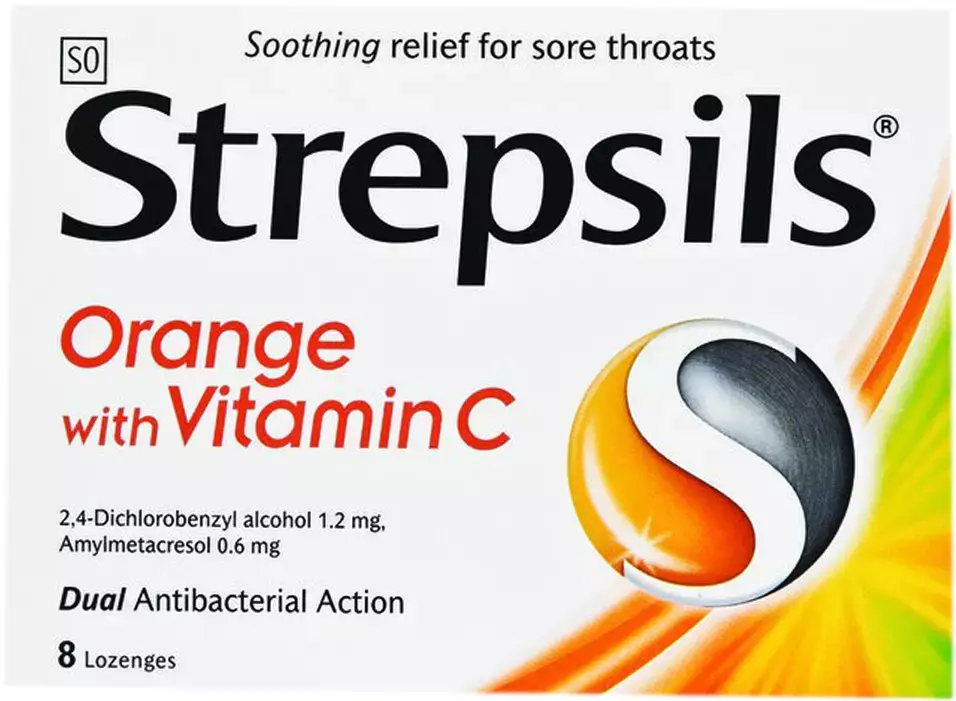 Soothing relief for sore throats
S0
Strepsils®
Orange
with Vitamin C
2,4-Dichlorobenzyl alcohol 1.2 mg,
Amylmetacresol 0.6 mg
Dual Antibacterial Action
8 Lozenges